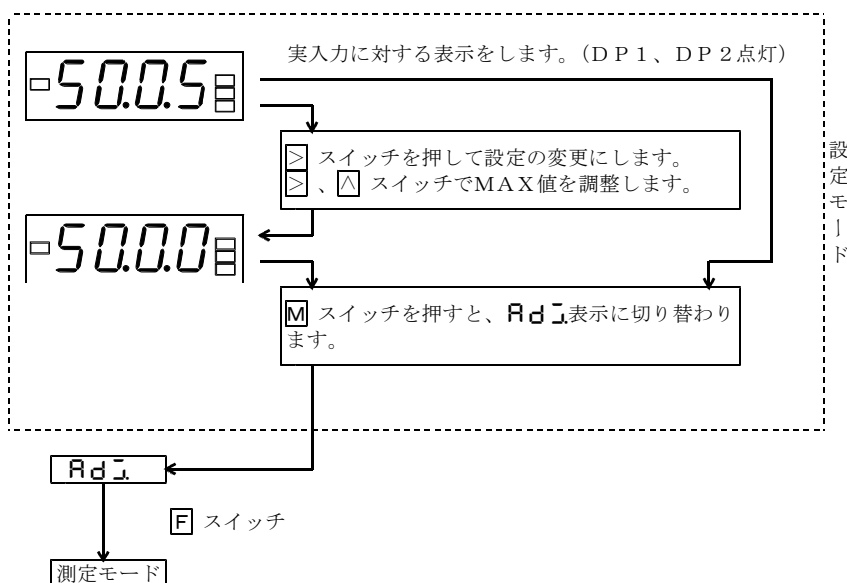 実入力に対する表示をします。（ＤＰ１、ＤＰ２点灯）
-50.0.5
> スイッチを押して設定の変更にします。
> 、∧ スイッチでＭＡＸ値を調整します。
設定モード
-50.0.0
M スイッチを押すと、AdJ.表示に切り替わり
ます。
AdJ.
F スイッチ
測定モード